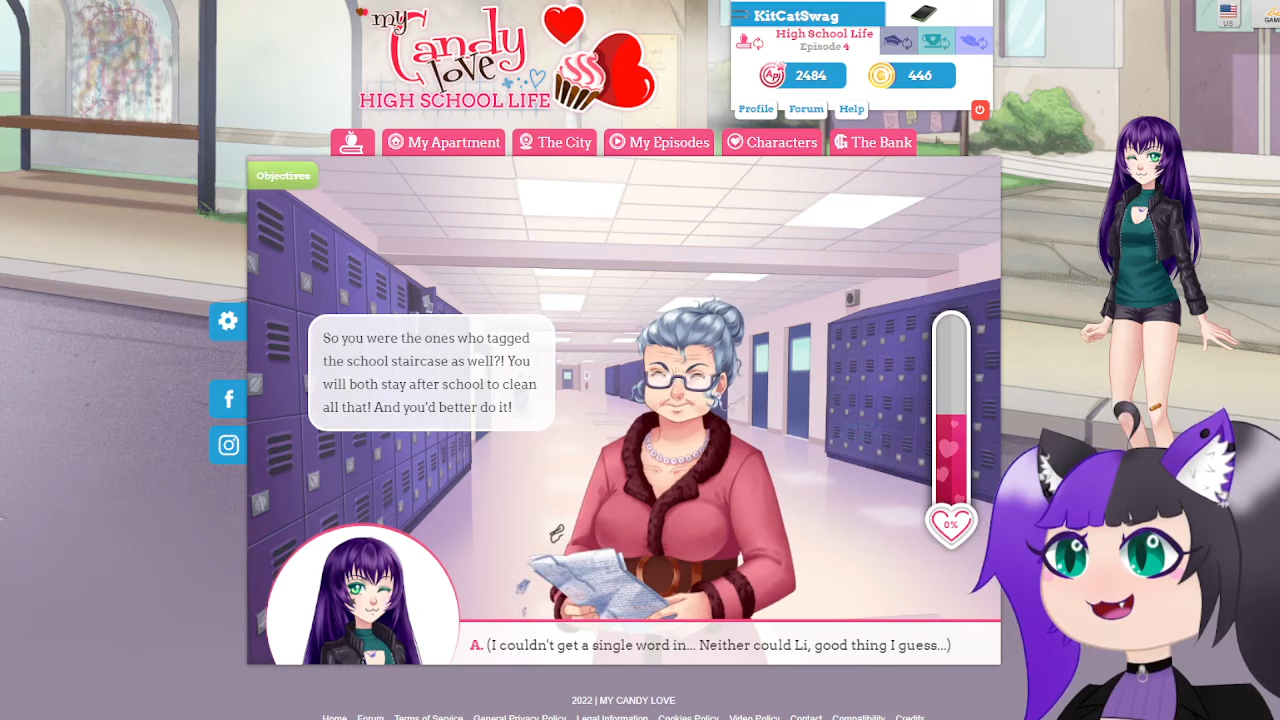 my Candy love
HIGH SCHOOL LIFE
KitCatSwag
High School Life
Episode 4
2484
446
Profile Forum Help
US
GAM
My Apartment The City My Episodes Characters The Bank
Objectives
So you were the ones who tagged
the school staircase as well?! You
will both stay after school to clean
all that! And you'd better do it!
0%
A. (I couldn't get a single word in... Neither could Li, good thing I guess...)
2022 | MY CANDY LOVE
Home Forum Terms of Service General Privacy Policy Legal Information Cookies Policy Video Policy Contact Compatibility Credits